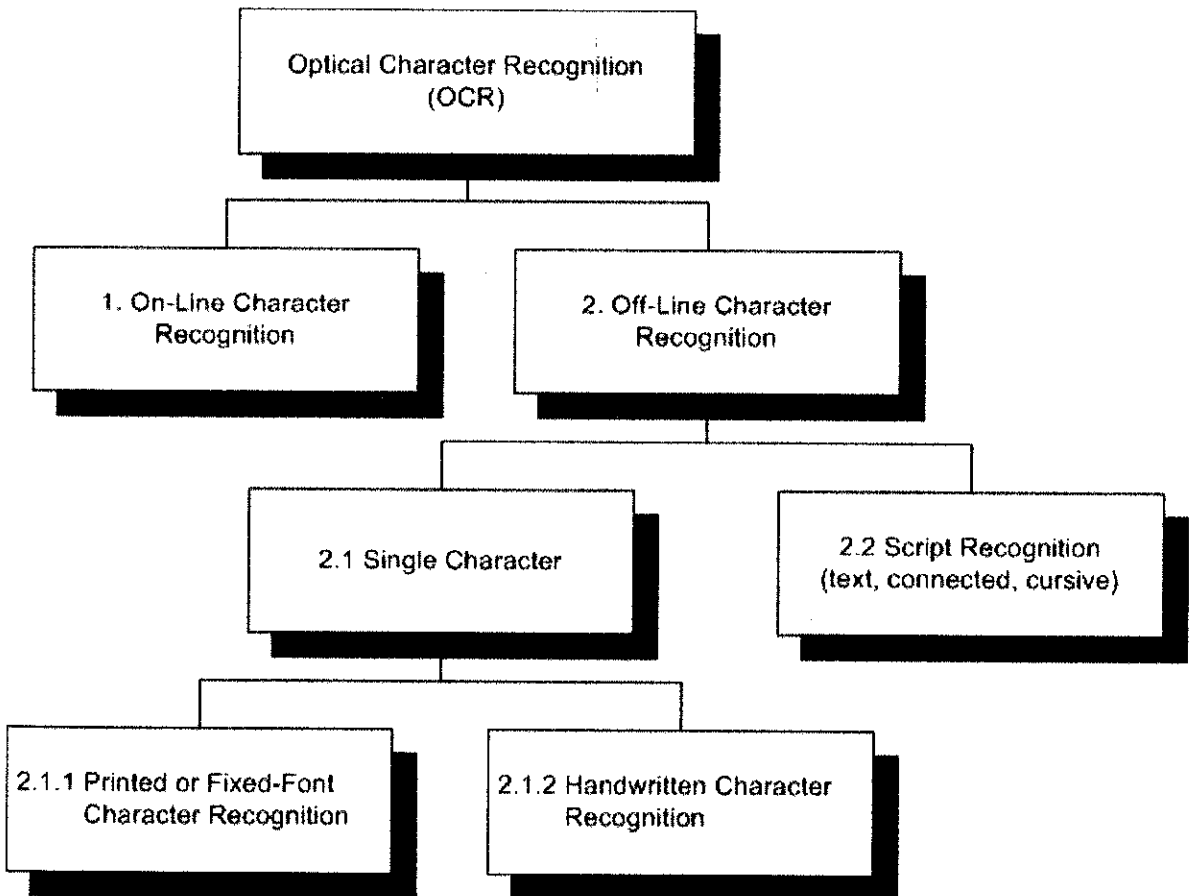 Optical Character Recognition
(OCR)
1. On-Line Character
Recognition
2. Off-Line Character
Recognition
2.1 Single Character
2.2 Script Recognition
(text, connected, cursive)
2.1.1 Printed or Fixed-Font
Character Recognition
2.1.2 Handwritten Character
Recognition